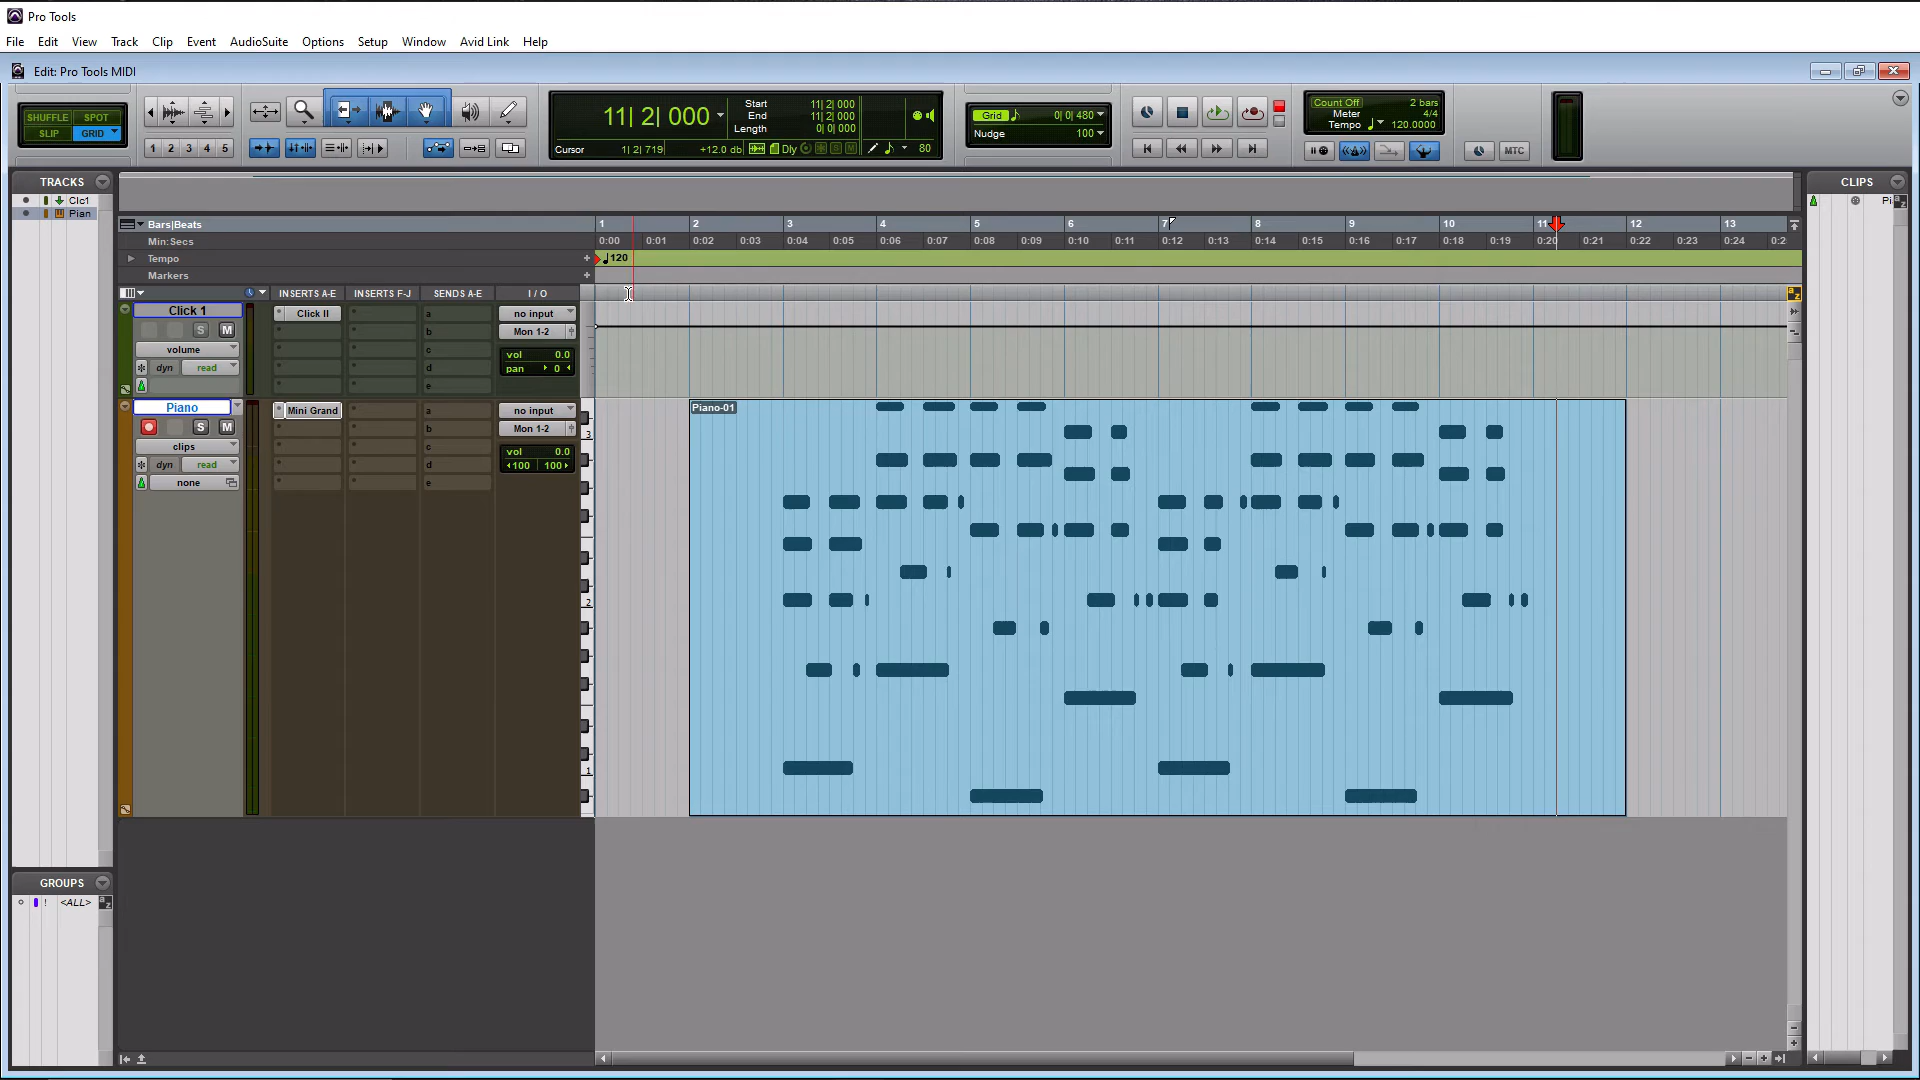 Pro Tools
File Edit View Track Clip Event AudioSuite Options Setup Window Avid Link Help
Edit: Pro Tools MIDI
SHUFFLE SPOT
SLIP GRID
1 2 3 4 5
11| 2| 000
Start 11| 2| 000
End 11| 2| 000
Length 0| 0| 000
Cursor 1| 2| 719 +12.0 db Dly S M 80
Grid 0| 0| 480
Nudge 100
Count Off 2 bars
Meter 4/4
Tempo 120.0000
MTC
TRACKS
Clc1
Pian
CLIPS
Pi
Bars|Beats 1 2 3 4 5 6 7 8 9 10 11 12 13
Min:Secs 0:00 0:01 0:02 0:03 0:04 0:05 0:06 0:07 0:08 0:09 0:10 0:11 0:12 0:13 0:14 0:15 0:16 0:17 0:18 0:19 0:20 0:21 0:22 0:23 0:24 0:2
Tempo + 120
Markers +
INSERTS A-E INSERTS F-J SENDS A-E I / O
Click 1 Click II a no input
S M b Mon 1-2
volume c vol 0.0
dyn read d pan 0
e
Piano Mini Grand a no input
S M b Mon 1-2
clips c vol 0.0
dyn read d 100 100
none e
Piano-01
3
2
1
GROUPS
! <ALL> a z